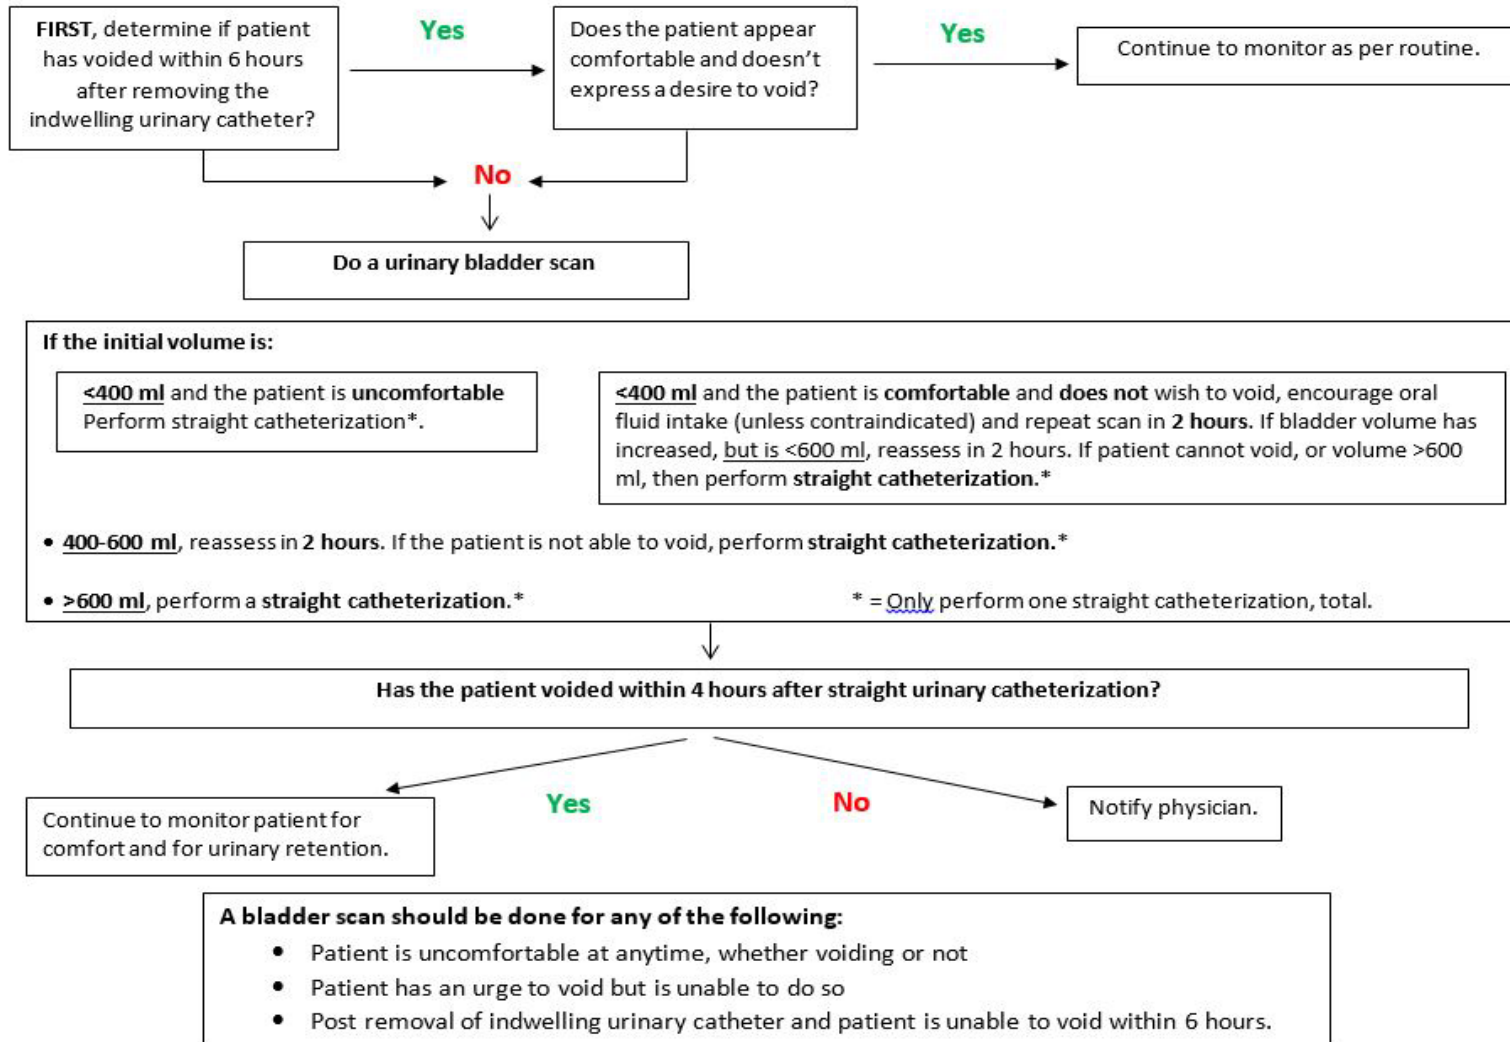 FIRST, determine if patient
has voided within 6 hours
after removing the
indwelling urinary catheter?
Yes
Does the patient appear
comfortable and doesn't
express a desire to void?
Yes
Continue to monitor as per routine.
No
Do a urinary bladder scan
If the initial volume is:
<400 ml and the patient is uncomfortable
Perform straight catheterization*.
<400 ml and the patient is comfortable and does not wish to void, encourage oral
fluid intake (unless contraindicated) and repeat scan in 2 hours. If bladder volume has
increased, but is <600 ml, reassess in 2 hours. If patient cannot void, or volume >600
ml, then perform straight catheterization.*
• 400-600 ml, reassess in 2 hours. If the patient is not able to void, perform straight catheterization.*
• >600 ml, perform a straight catheterization.*
* = Only perform one straight catheterization, total.
Has the patient voided within 4 hours after straight urinary catheterization?
Yes
No
Continue to monitor patient for
comfort and for urinary retention.
Notify physician.
A bladder scan should be done for any of the following:
• Patient is uncomfortable at anytime, whether voiding or not
• Patient has an urge to void but is unable to do so
• Post removal of indwelling urinary catheter and patient is unable to void within 6 hours.